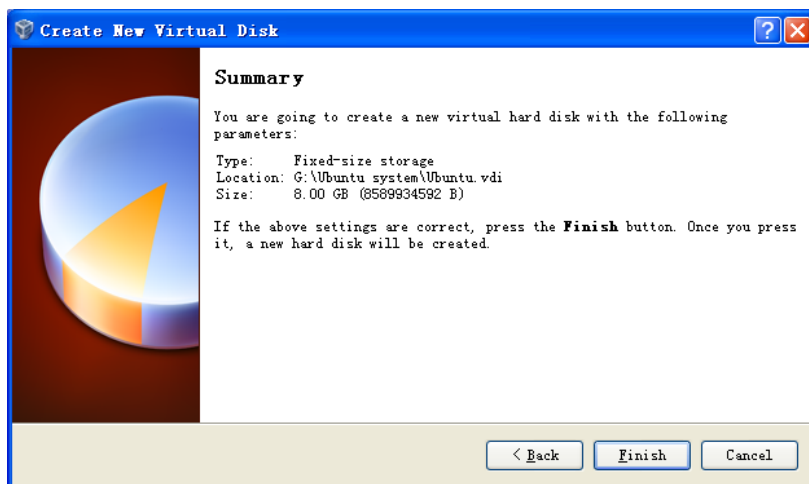 Create New Virtual Disk
Summary
You are going to create a new virtual hard disk with the following
parameters:
Type: Fixed-size storage
Location: G:\Ubuntu system\Ubuntu.vdi
Size: 8.00 GB (8589934592 B)
If the above settings are correct, press the Finish button. Once you press
it, a new hard disk will be created.
< Back Finish Cancel